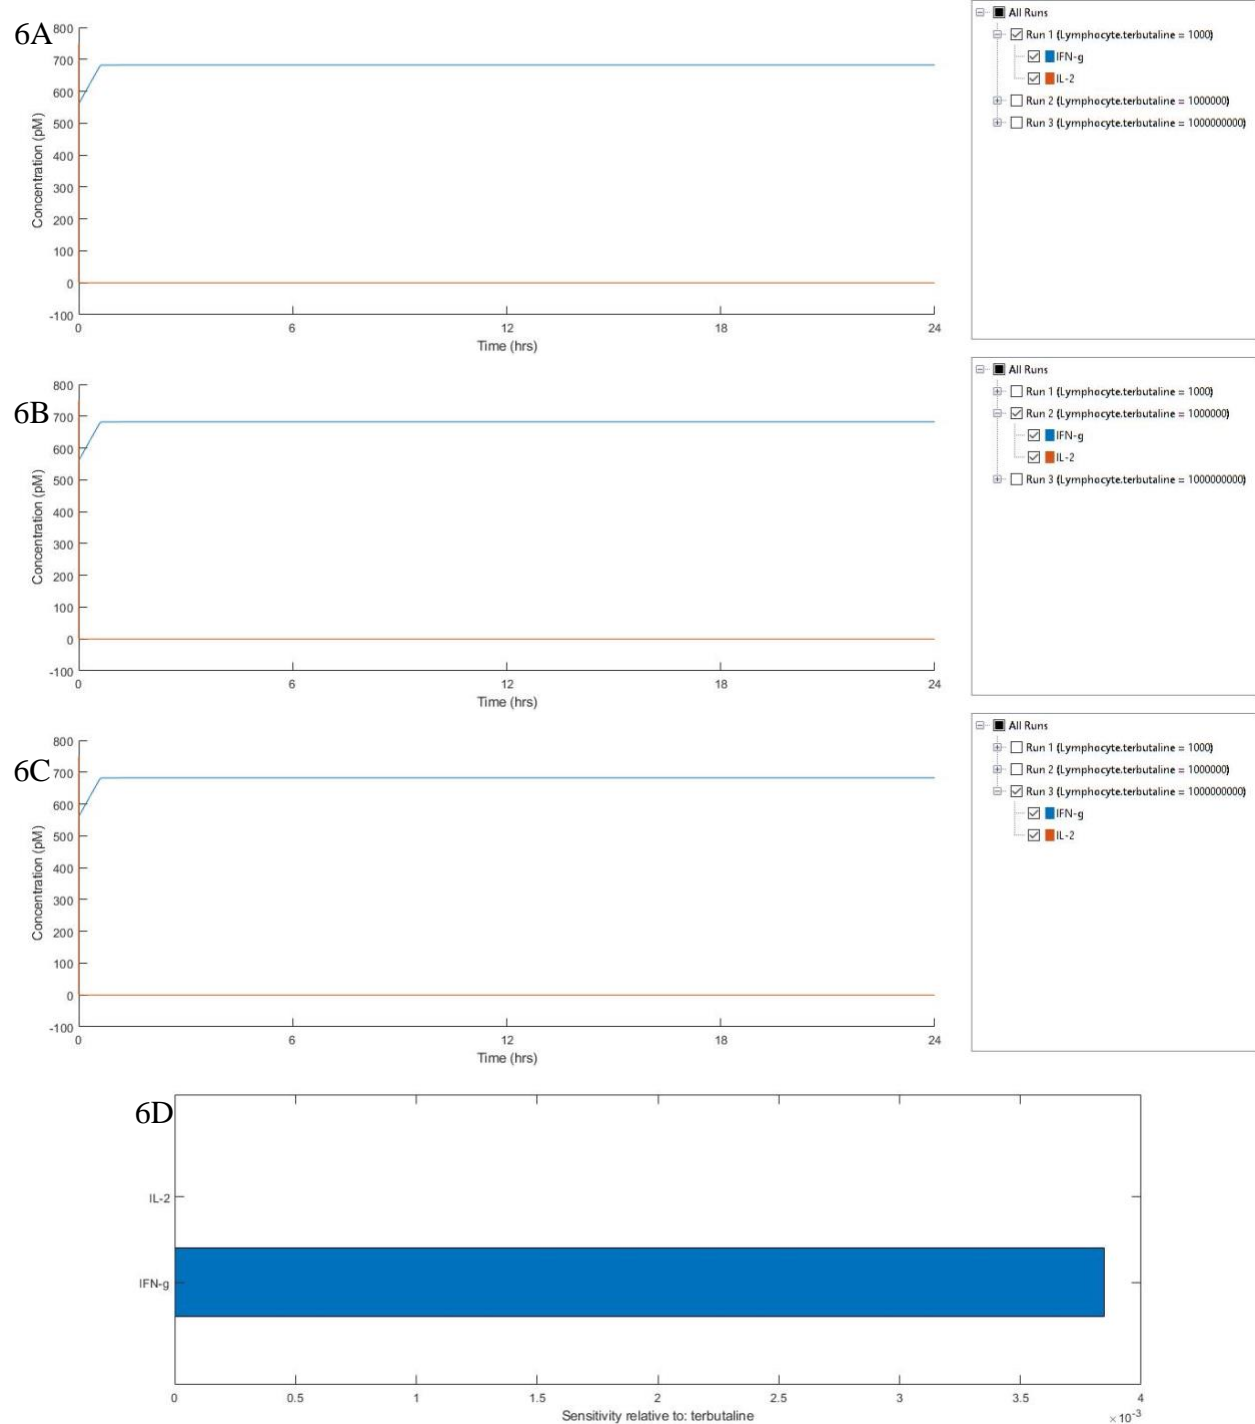 6A
800
700
600
500
400
300
200
100
0
-100
Concentration (pM)
0 6 12 18 24
Time (hrs)
All Runs
Run 1 (Lymphocyte.terbutaline = 1000)
IFN-g
IL-2
Run 2 (Lymphocyte.terbutaline = 1000000)
Run 3 (Lymphocyte.terbutaline = 1000000000)
6B
800
700
600
500
400
300
200
100
0
-100
Concentration (pM)
0 6 12 18 24
Time (hrs)
All Runs
Run 1 (Lymphocyte.terbutaline = 1000)
Run 2 (Lymphocyte.terbutaline = 1000000)
IFN-g
IL-2
Run 3 (Lymphocyte.terbutaline = 1000000000)
6C
800
700
600
500
400
300
200
100
0
-100
Concentration (pM)
0 6 12 18 24
Time (hrs)
All Runs
Run 1 (Lymphocyte.terbutaline = 1000)
Run 2 (Lymphocyte.terbutaline = 1000000)
Run 3 (Lymphocyte.terbutaline = 1000000000)
IFN-g
IL-2
6D
IL-2
IFN-g
0 0.5 1 1.5 2 2.5 3 3.5 4
Sensitivity relative to: terbutaline
×10-3